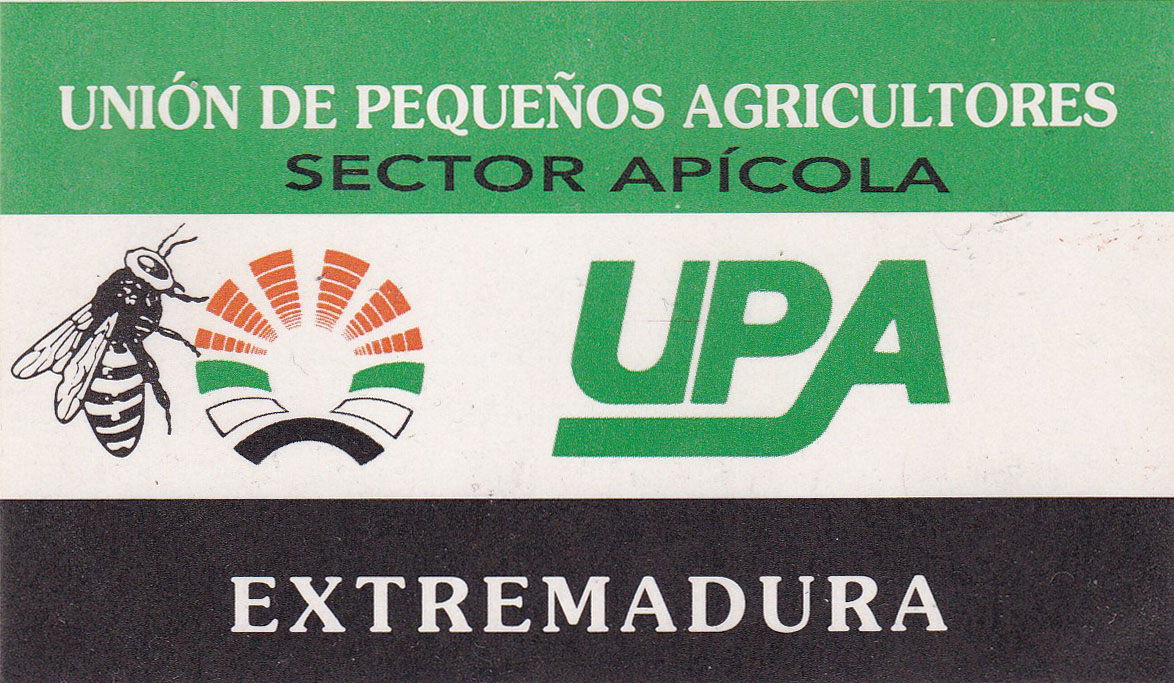 UNIÓN DE PEQUEÑOS AGRICULTORES
SECTOR APÍCOLA
UPA
EXTREMADURA